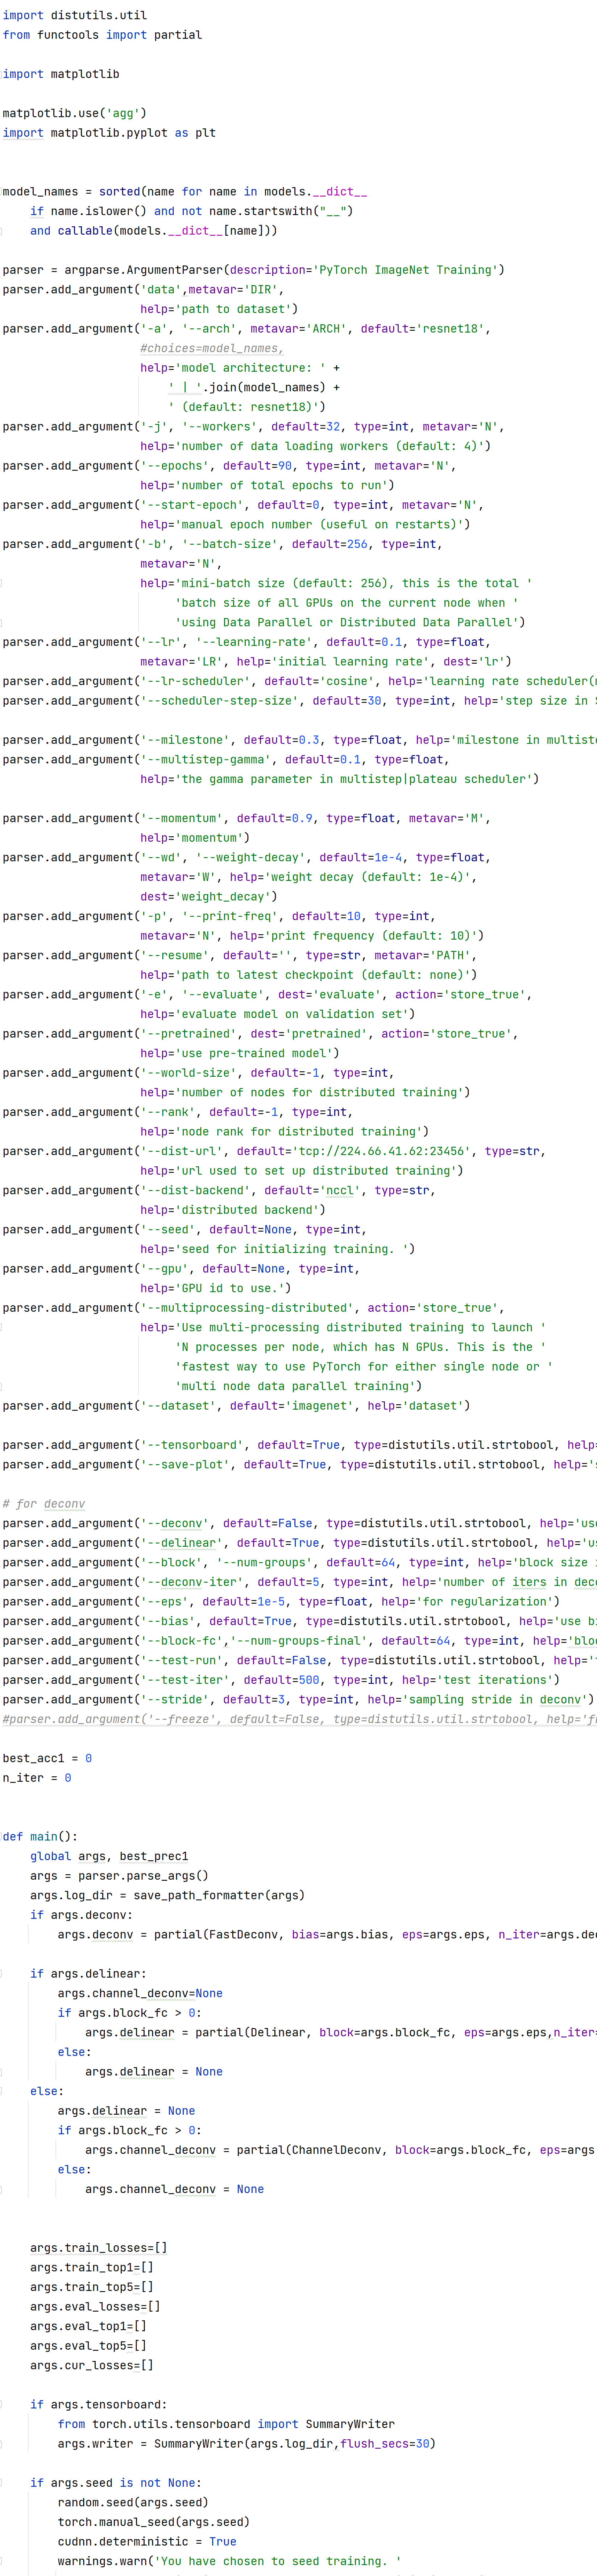 import distutils.util
from functools import partial
import matplotlib
matplotlib.use('agg')
import matplotlib.pyplot as plt
model_names = sorted(name for name in models.__dict__
if name.islower() and not name.startswith("__")
and callable(models.__dict__[name]))
parser = argparse.ArgumentParser(description='PyTorch ImageNet Training')
parser.add_argument('data',metavar='DIR',
help='path to dataset')
parser.add_argument('-a', '--arch', metavar='ARCH', default='resnet18',
#choices=model_names,
help='model architecture: ' +
' | '.join(model_names) +
' (default: resnet18)')
parser.add_argument('-j', '--workers', default=32, type=int, metavar='N',
help='number of data loading workers (default: 4)')
parser.add_argument('--epochs', default=90, type=int, metavar='N',
help='number of total epochs to run')
parser.add_argument('--start-epoch', default=0, type=int, metavar='N',
help='manual epoch number (useful on restarts)')
parser.add_argument('-b', '--batch-size', default=256, type=int,
metavar='N',
help='mini-batch size (default: 256), this is the total '
'batch size of all GPUs on the current node when '
'using Data Parallel or Distributed Data Parallel')
parser.add_argument('--lr', '--learning-rate', default=0.1, type=float,
metavar='LR', help='initial learning rate', dest='lr')
parser.add_argument('--lr-scheduler', default='cosine', help='learning rate scheduler(
parser.add_argument('--scheduler-step-size', default=30, type=int, help='step size in
parser.add_argument('--milestone', default=0.3, type=float, help='milestone in multiste
parser.add_argument('--multistep-gamma', default=0.1, type=float,
help='the gamma parameter in multistep|plateau scheduler')
parser.add_argument('--momentum', default=0.9, type=float, metavar='M',
help='momentum')
parser.add_argument('--wd', '--weight-decay', default=1e-4, type=float,
metavar='W', help='weight decay (default: 1e-4)',
dest='weight_decay')
parser.add_argument('-p', '--print-freq', default=10, type=int,
metavar='N', help='print frequency (default: 10)')
parser.add_argument('--resume', default='', type=str, metavar='PATH',
help='path to latest checkpoint (default: none)')
parser.add_argument('-e', '--evaluate', dest='evaluate', action='store_true',
help='evaluate model on validation set')
parser.add_argument('--pretrained', dest='pretrained', action='store_true',
help='use pre-trained model')
parser.add_argument('--world-size', default=-1, type=int,
help='number of nodes for distributed training')
parser.add_argument('--rank', default=-1, type=int,
help='node rank for distributed training')
parser.add_argument('--dist-url', default='tcp://224.66.41.62:23456', type=str,
help='url used to set up distributed training')
parser.add_argument('--dist-backend', default='nccl', type=str,
help='distributed backend')
parser.add_argument('--seed', default=None, type=int,
help='seed for initializing training. ')
parser.add_argument('--gpu', default=None, type=int,
help='GPU id to use.')
parser.add_argument('--multiprocessing-distributed', action='store_true',
help='Use multi-processing distributed training to launch '
'N processes per node, which has N GPUs. This is the '
'fastest way to use PyTorch for either single node or '
'multi node data parallel training')
parser.add_argument('--dataset', default='imagenet', help='dataset')
parser.add_argument('--tensorboard', default=True, type=distutils.util.strtobool, help=
parser.add_argument('--save-plot', default=True, type=distutils.util.strtobool, help='
# for deconv
parser.add_argument('--deconv', default=False, type=distutils.util.strtobool, help='use
parser.add_argument('--delinear', default=True, type=distutils.util.strtobool, help='us
parser.add_argument('--block', '--num-groups', default=64, type=int, help='block size
parser.add_argument('--deconv-iter', default=5, type=int, help='number of iters in deco
parser.add_argument('--eps', default=1e-5, type=float, help='for regularization')
parser.add_argument('--bias', default=True, type=distutils.util.strtobool, help='use bi
parser.add_argument('--block-fc','--num-groups-final', default=64, type=int, help='bloc
parser.add_argument('--test-run', default=False, type=distutils.util.strtobool, help='
parser.add_argument('--test-iter', default=500, type=int, help='test iterations')
parser.add_argument('--stride', default=3, type=int, help='sampling stride in deconv')
#parser.add_argument('--freeze', default=False, type=distutils.util.strtobool, help='f
best_acc1 = 0
n_iter = 0
def main():
global args, best_prec1
args = parser.parse_args()
args.log_dir = save_path_formatter(args)
if args.deconv:
args.deconv = partial(FastDeconv, bias=args.bias, eps=args.eps, n_iter=args.de
if args.delinear:
args.channel_deconv=None
if args.block_fc > 0:
args.delinear = partial(Delinear, block=args.block_fc, eps=args.eps,n_iter=
else:
args.delinear = None
else:
args.delinear = None
if args.block_fc > 0:
args.channel_deconv = partial(ChannelDeconv, block=args.block_fc, eps=args
else:
args.channel_deconv = None
args.train_losses=[]
args.train_top1=[]
args.train_top5=[]
args.eval_losses=[]
args.eval_top1=[]
args.eval_top5=[]
args.cur_losses=[]
if args.tensorboard:
from torch.utils.tensorboard import SummaryWriter
args.writer = SummaryWriter(args.log_dir,flush_secs=30)
if args.seed is not None:
random.seed(args.seed)
torch.manual_seed(args.seed)
cudnn.deterministic = True
warnings.warn('You have chosen to seed training. '